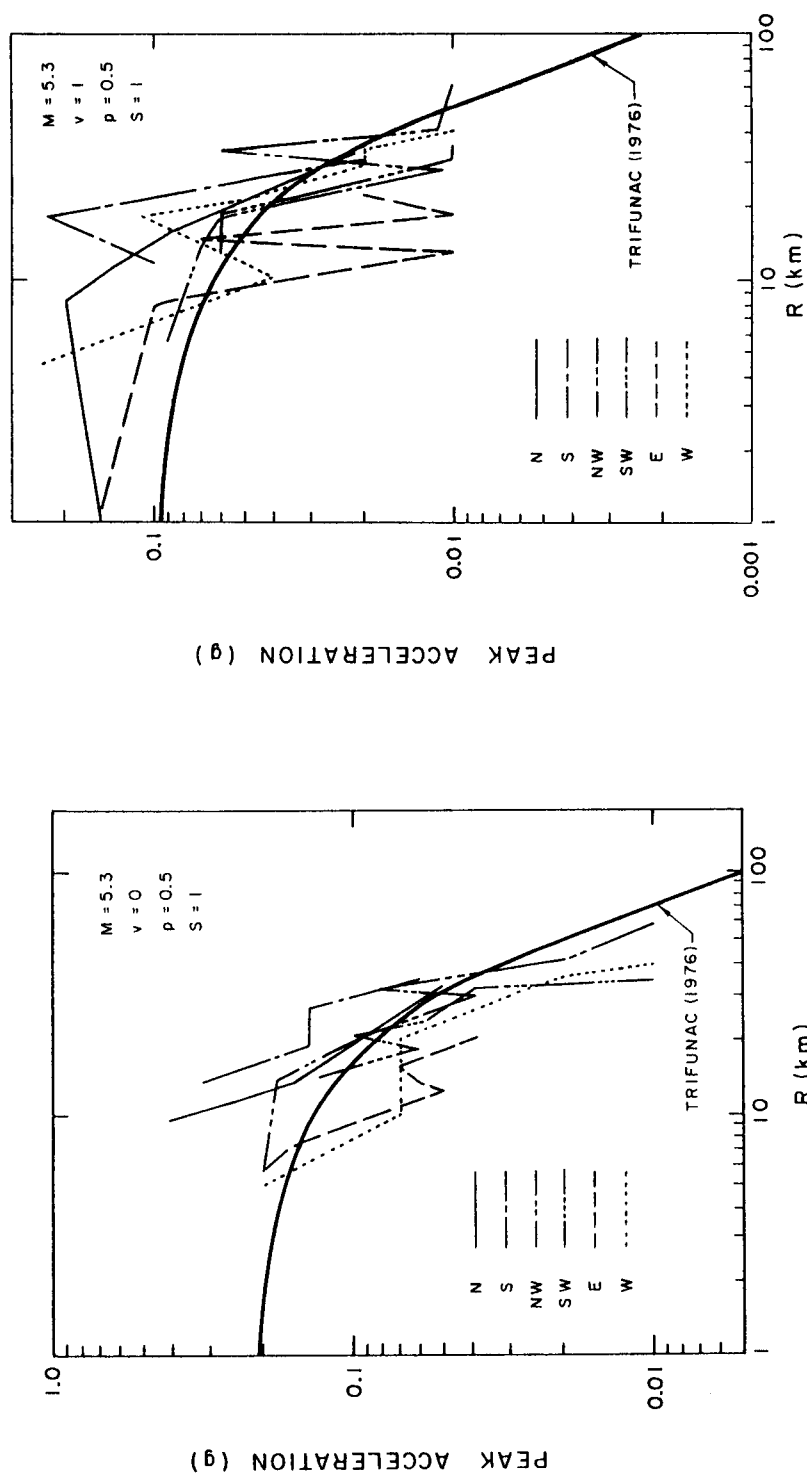 PEAK ACCELERATION (g)
1.0
0.1
0.01
M = 5.3
v = 0
p = 0.5
S = 1
N
S
NW
SW
E
W
TRIFUNAC (1976)
1
10
100
R (km)
PEAK ACCELERATION (g)
0.1
0.01
0.001
M = 5.3
v = 1
p = 0.5
S = 1
N
S
NW
SW
E
W
TRIFUNAC (1976)
1
10
100
R (km)